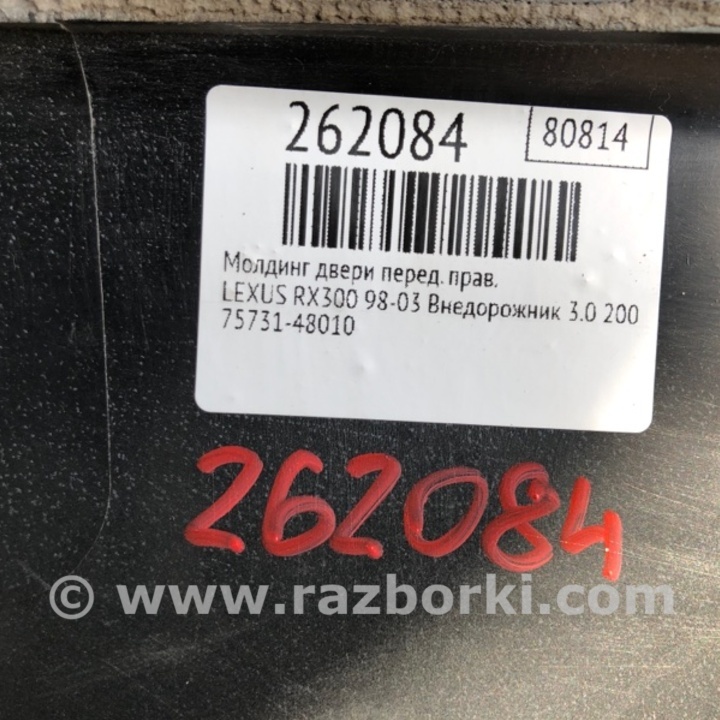 262084
80814
Молдинг двери перед. прав.
LEXUS RX300 98-03 Внедорожник 3.0 200
75731-48010
262084
© www.razborki.com